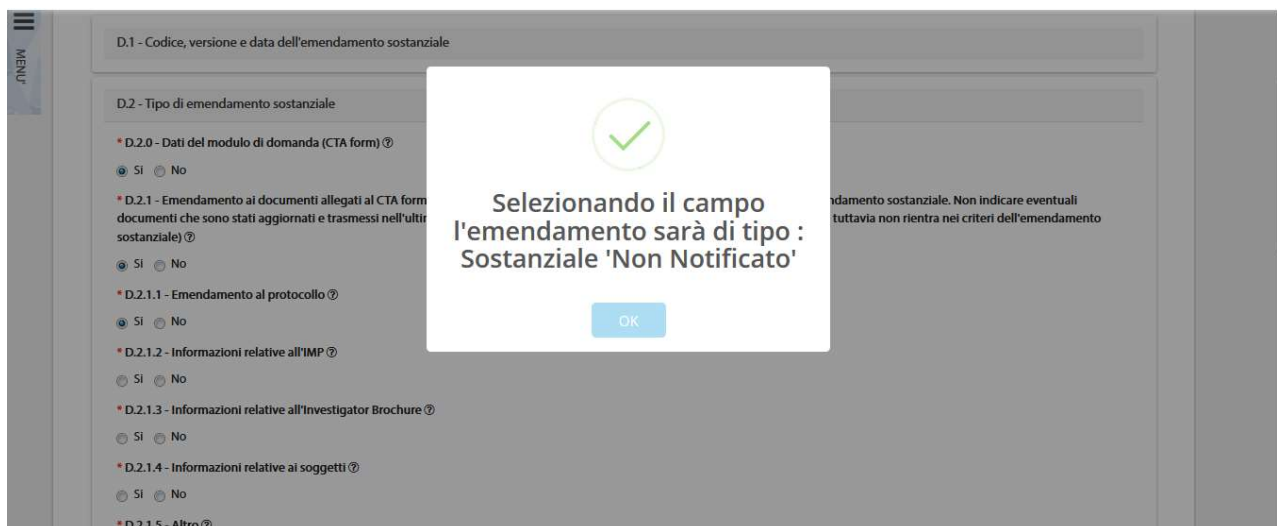 MENU'
D.1 - Codice, versione e data dell'emendamento sostanziale
D.2 - Tipo di emendamento sostanziale
* D.2.0 - Dati del modulo di domanda (CTA form) ?
Si No
* D.2.1 - Emendamento ai documenti allegati al CTA form
ndamento sostanziale. Non indicare eventuali
documenti che sono stati aggiornati e trasmessi nell'ultir
tuttavia non rientra nei criteri dell'emendamento
sostanziale) ?
Si No
* D.2.1.1 - Emendamento al protocollo ?
Si No
* D.2.1.2 - Informazioni relative all'IMP ?
Si No
* D.2.1.3 - Informazioni relative all'Investigator Brochure ?
Si No
* D.2.1.4 - Informazioni relative ai soggetti ?
Si No
* D.2.1.5 - Altro ?
Selezionando il campo
l'emendamento sarà di tipo :
Sostanziale 'Non Notificato'
OK